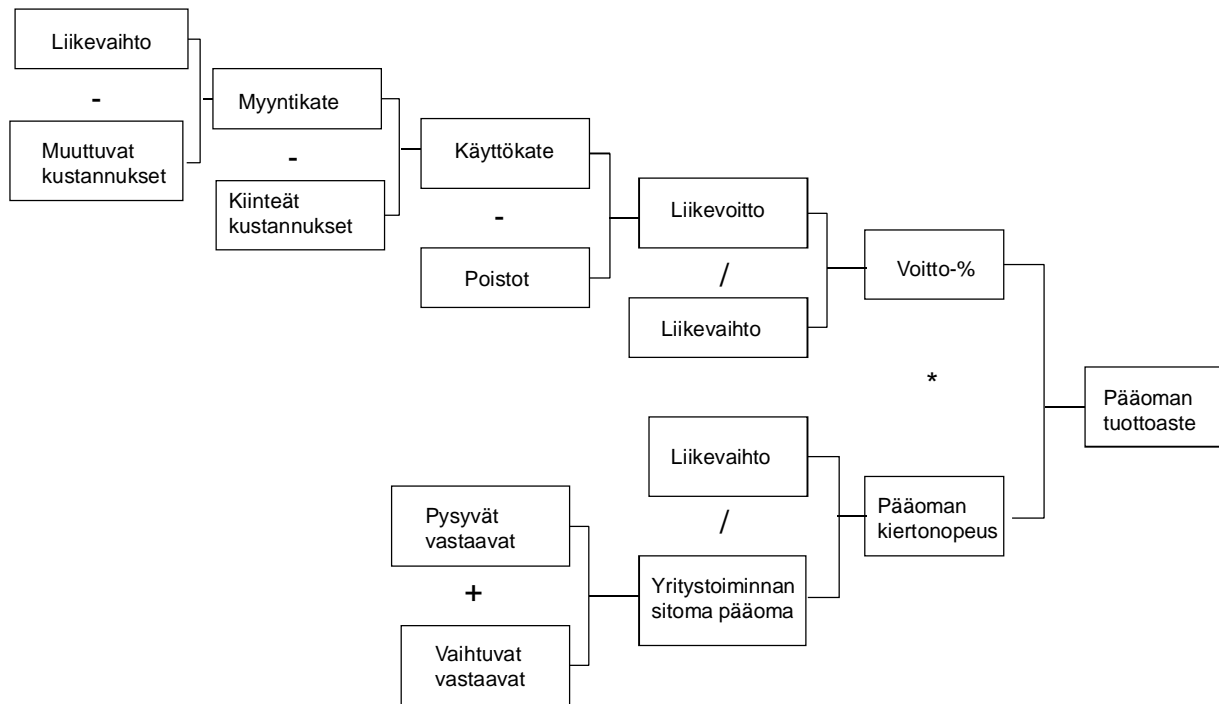 Liikevaihto
-
Muuttuvat
kustannukset
Myyntikate
-
Kiinteät
kustannukset
Käyttökate
-
Poistot
Liikevoitto
/
Liikevaihto
Voitto-%
*
Pääoman
tuottoaste
Liikevaihto
/
Yritystoiminnan
sitoma pääoma
Pääoman
kiertonopeus
Pysyvät
vastaavat
+
Vaihtuvat
vastaavat